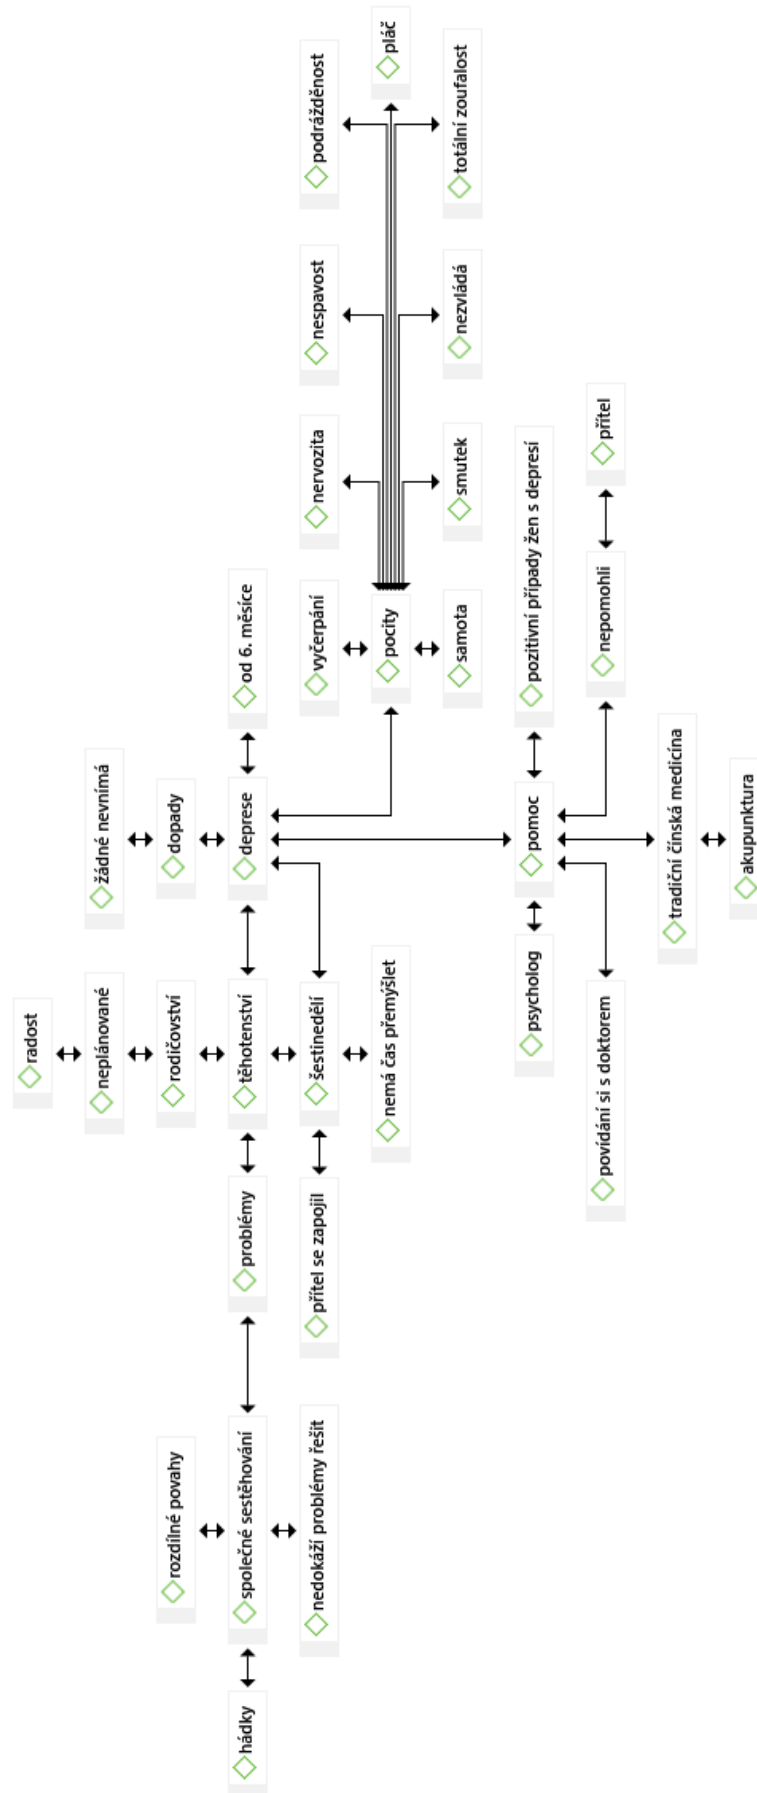 radost
žádné nevnímá
neplánované
rozdílné povahy
rodičovství
dopady
hádky
společné sestěhování
problémy
těhotenství
deprese
od 6. měsíce
nedokáží problémy řešit
přítel se zapojil
šestinedělí
vyčerpání
nervozita
nespavost
podrážděnost
nemá čas přemýšlet
pocity
pláč
samota
smutek
nezvládá
totální zoufalost
psycholog
pomoc
pozitivní případy žen s depresí
povídání si s doktorem
nepomohli
přítel
tradiční čínská medicína
akupunktura